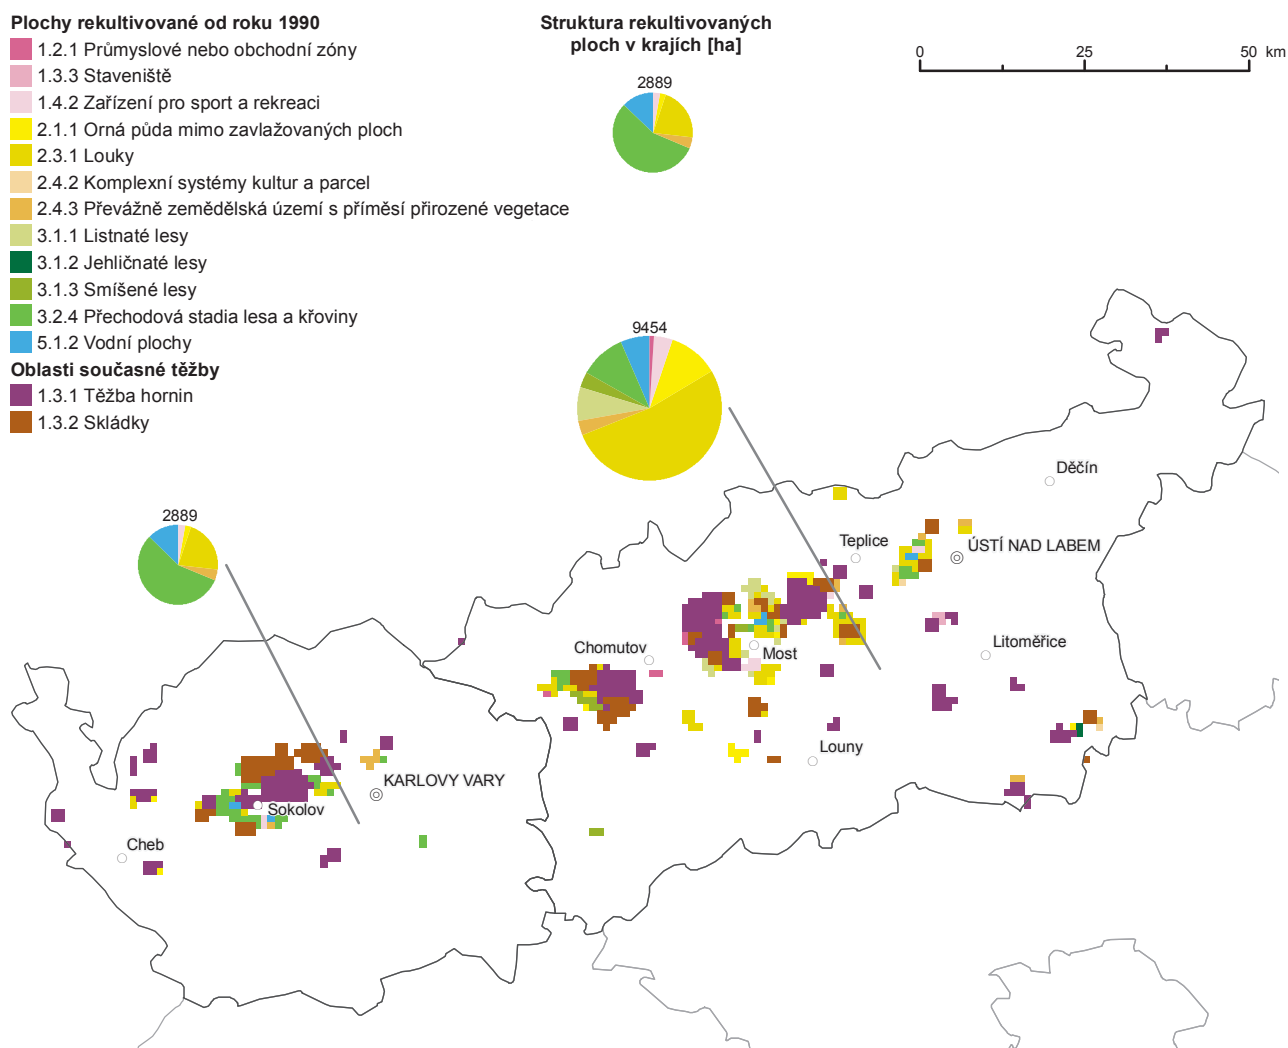 Plochy rekultivované od roku 1990
1.2.1 Průmyslové nebo obchodní zóny
1.3.3 Staveniště
1.4.2 Zařízení pro sport a rekreaci
2.1.1 Orná půda mimo zavlažovaných ploch
2.3.1 Louky
2.4.2 Komplexní systémy kultur a parcel
2.4.3 Převážně zemědělská území s příměsí přirozené vegetace
3.1.1 Listnaté lesy
3.1.2 Jehličnaté lesy
3.1.3 Smíšené lesy
3.2.4 Přechodová stadia lesa a křoviny
5.1.2 Vodní plochy
Oblasti současné těžby
1.3.1 Těžba hornin
1.3.2 Skládky
Struktura rekultivovaných
ploch v krajích [ha]
2889
0 25 50 km
9454
2889
Děčín
Teplice
ÚSTÍ NAD LABEM
Litoměřice
Chomutov
Most
Louny
KARLOVY VARY
Sokolov
Cheb